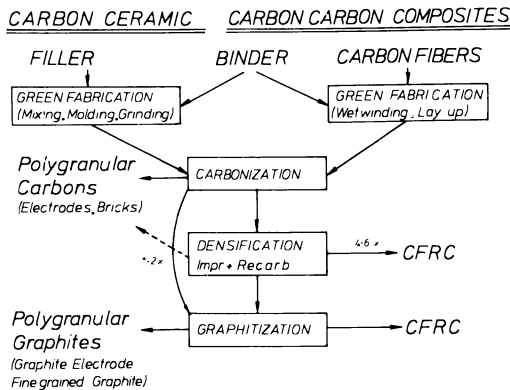 CARBON CERAMIC
CARBON CARBON COMPOSITES
FILLER
BINDER
CARBON FIBERS
GREEN FABRICATION
(Mixing, Molding, Grinding)
GREEN FABRICATION
(Wetwinding, Lay up)
Polygranular
Carbons
(Electrodes, Bricks)
CARBONIZATION
DENSIFICATION
Impr + Recarb
4-6 x
CFRC
Polygranular
Graphites
(Graphite Electrode
Fine grained Graphite)
GRAPHITIZATION
CFRC